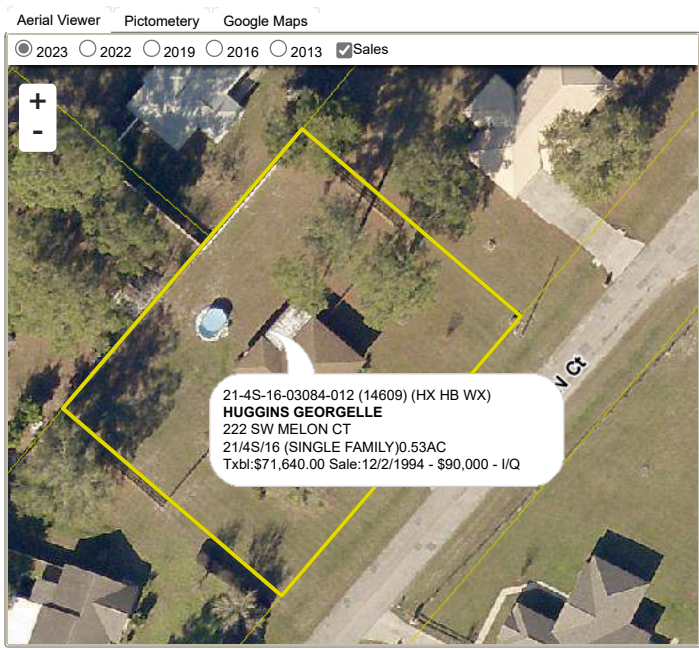 Aerial Viewer Pictometery Google Maps
2023 2022 2019 2016 2013 Sales
+
-
N Ct
21-4S-16-03084-012 (14609) (HX HB WX)
HUGGINS GEORGELLE
222 SW MELON CT
21/4S/16 (SINGLE FAMILY)0.53AC
Txbl:$71,640.00 Sale:12/2/1994 - $90,000 - I/Q